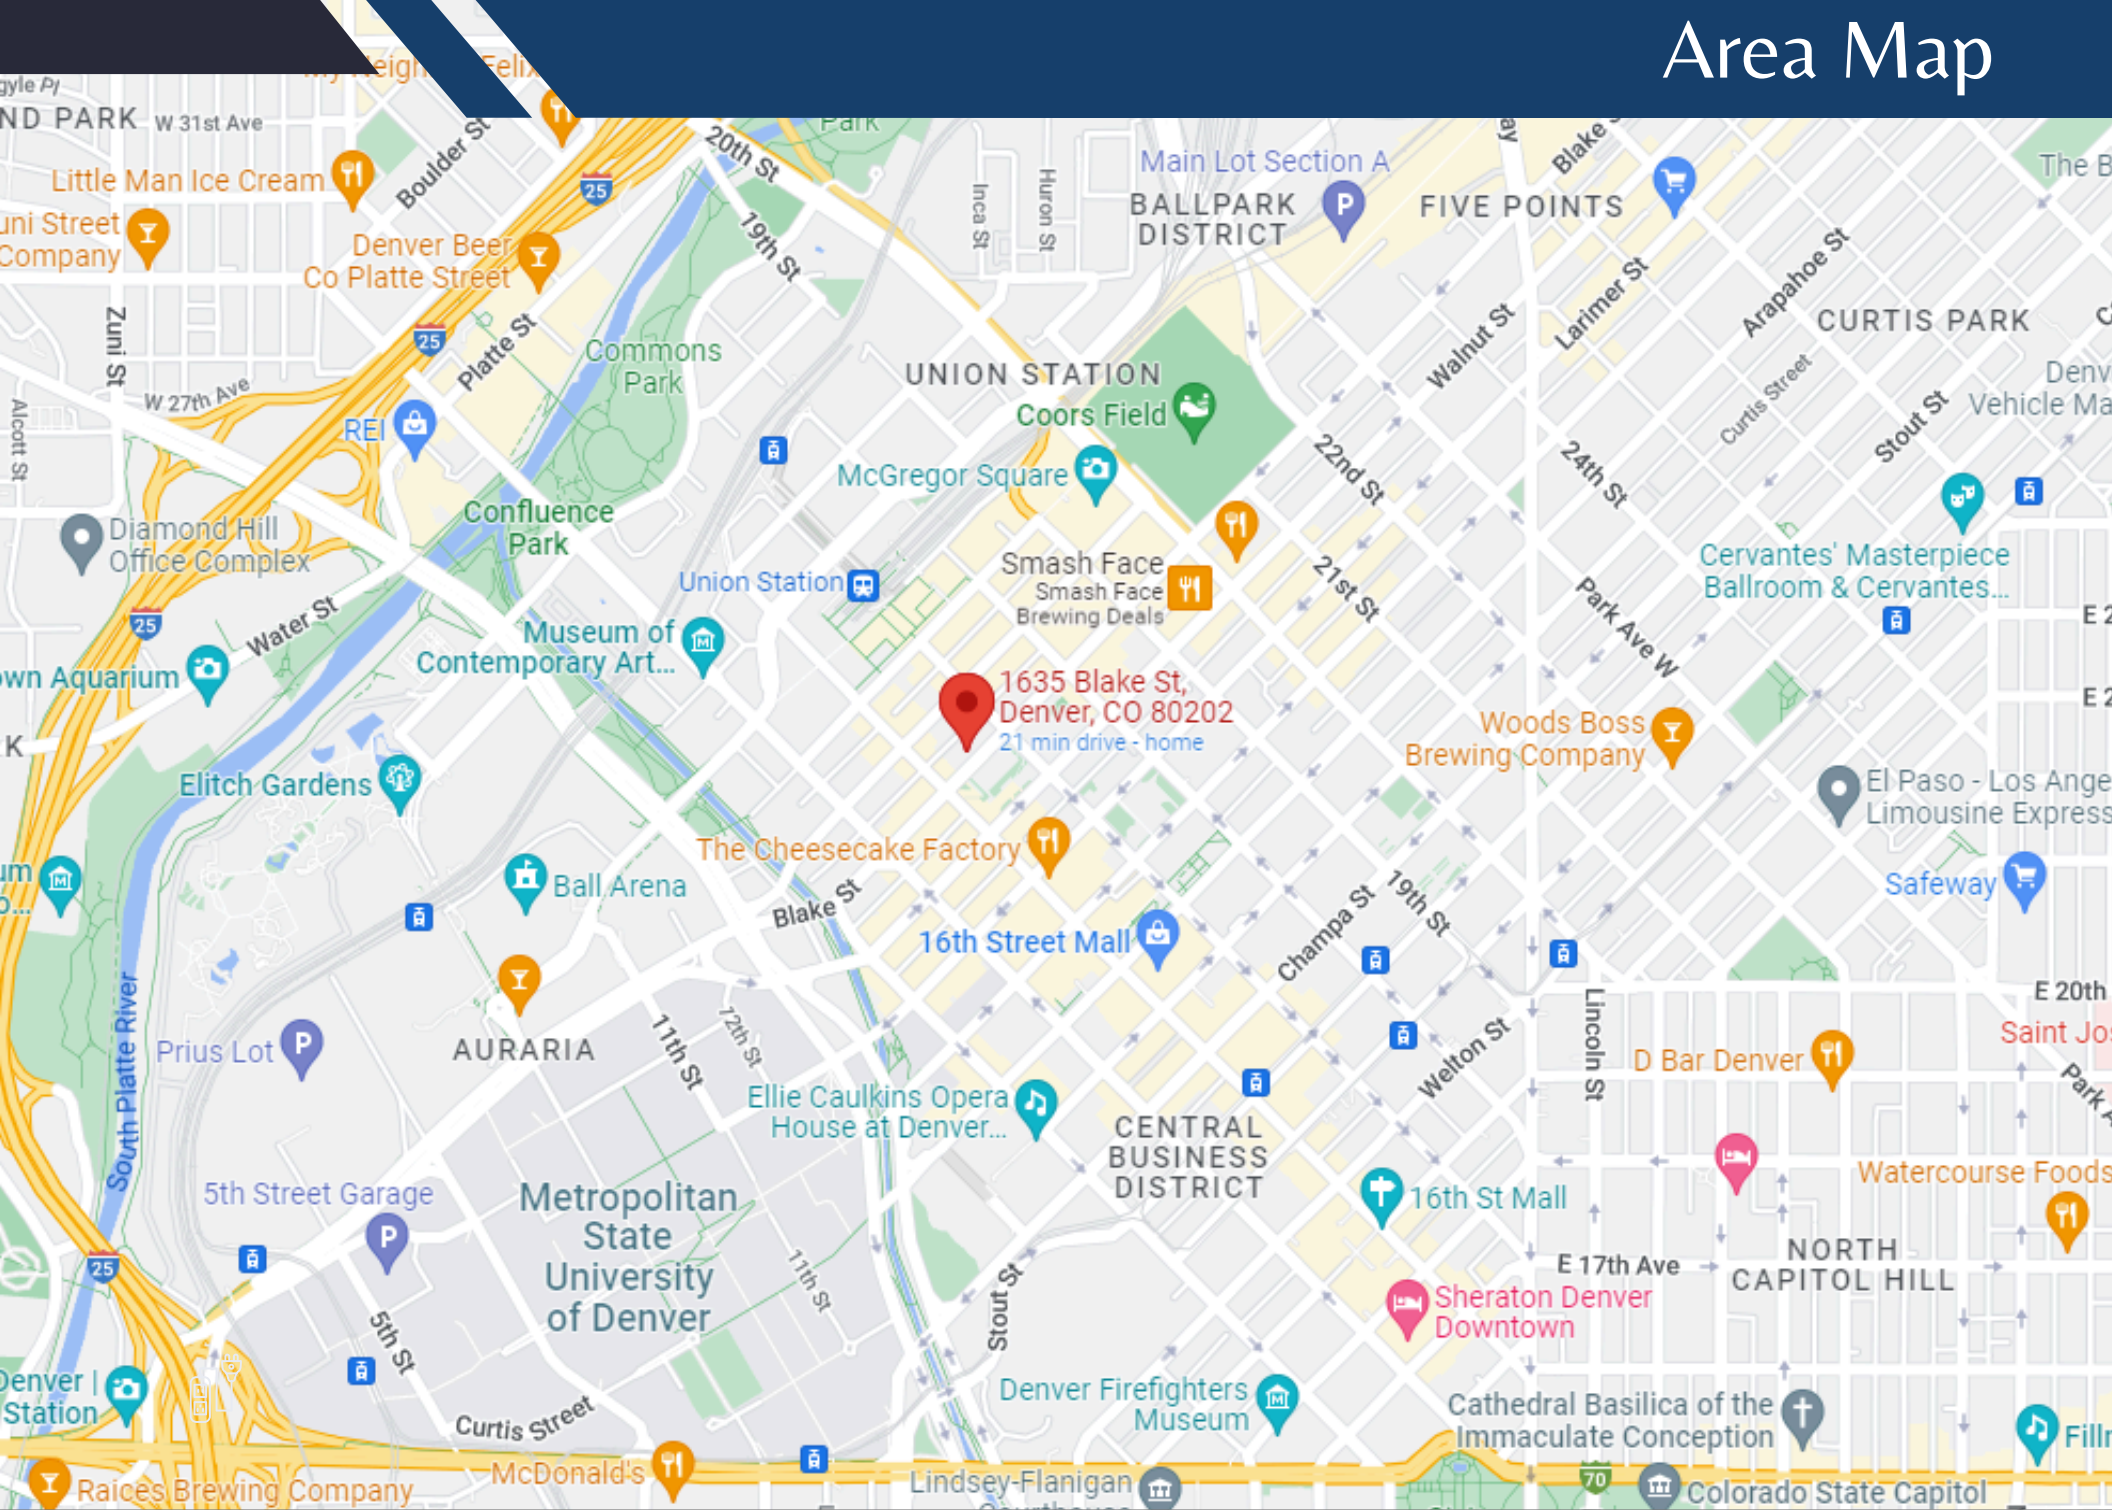 Area Map
W 31st Ave
Boulder St
20th St
Park
Main Lot Section A
BALLPARK
DISTRICT
FIVE POINTS
Blake
Little Man Ice Cream
25
19th St
Inca St
Huron St
Denver Beer
Co Platte Street
Zuni St
25
Platte St
Commons
Park
Walnut St
Larimer St
Arapahoe St
CURTIS PARK
W 27th Ave
Alcott St
REI
UNION STATION
Coors Field
McGregor Square
22nd St
24th St
Curtis Street
Stout St
Diamond Hill
Office Complex
Confluence
Park
Union Station
Smash Face
Smash Face
Brewing Deals
21st St
Cervantes' Masterpiece
Ballroom & Cervantes...
Park Ave W
25
Water St
Museum of
Contemporary Art...
Aquarium
1635 Blake St,
Denver, CO 80202
21 min drive - home
Woods Boss
Brewing Company
Elitch Gardens
El Paso - Los Ange
Limousine Express
The Cheesecake Factory
Safeway
Ball Arena
Blake St
16th Street Mall
Champa St
19th St
South Platte River
Prius Lot
AURARIA
11th St
12th St
Welton St
Lincoln St
E 20th
Saint Jo
D Bar Denver
Ellie Caulkins Opera
House at Denver...
CENTRAL
BUSINESS
DISTRICT
5th Street Garage
Metropolitan
State
University
of Denver
16th St Mall
Watercourse Foods
25
11th St
Stout St
E 17th Ave
NORTH
CAPITOL HILL
Sheraton Denver
Downtown
5th St
Denver |
Station
Curtis Street
Denver Firefighters
Museum
Cathedral Basilica of the
Immaculate Conception
McDonald's
Raices Brewing Company
Lindsey-Flanigan
70
Colorado State Capitol